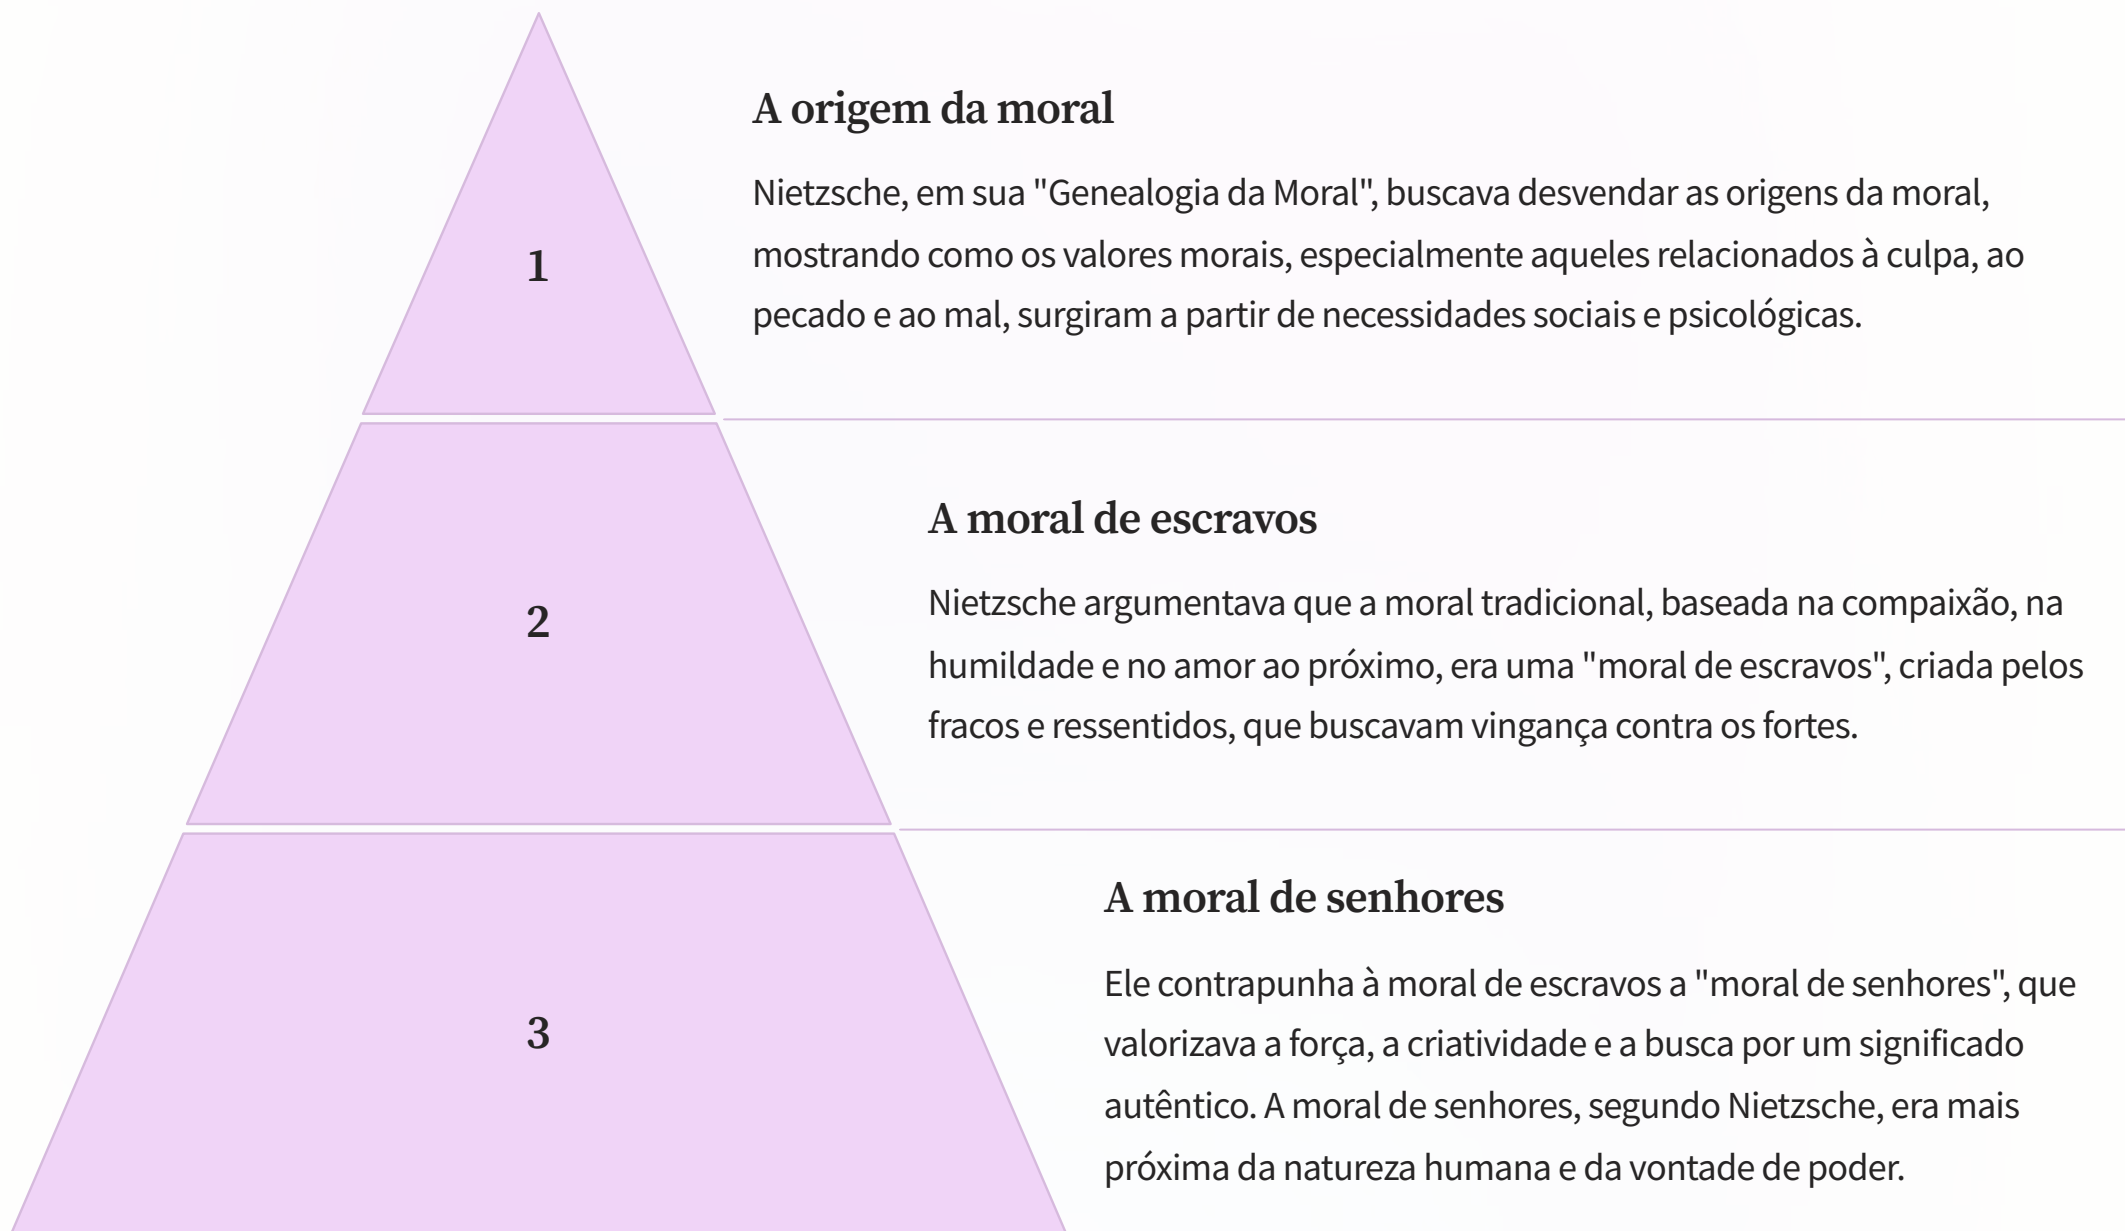 A origem da moral
Nietzsche, em sua "Genealogia da Moral", buscava desvendar as origens da moral,
mostrando como os valores morais, especialmente aqueles relacionados à culpa, ao
pecado e ao mal, surgiram a partir de necessidades sociais e psicológicas.
1
A moral de escravos
Nietzsche argumentava que a moral tradicional, baseada na compaixão, na
humildade e no amor ao próximo, era uma "moral de escravos", criada pelos
fracos e ressentidos, que buscavam vingança contra os fortes.
2
A moral de senhores
Ele contrapunha à moral de escravos a "moral de senhores", que
valorizava a força, a criatividade e a busca por um significado
autêntico. A moral de senhores, segundo Nietzsche, era mais
próxima da natureza humana e da vontade de poder.
3